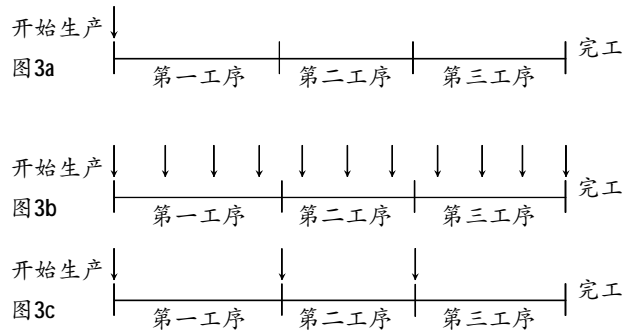 开始生产
完工
图3a
第一工序 第二工序 第三工序
开始生产
完工
图3b
第一工序 第二工序 第三工序
开始生产
完工
图3c
第一工序 第二工序 第三工序